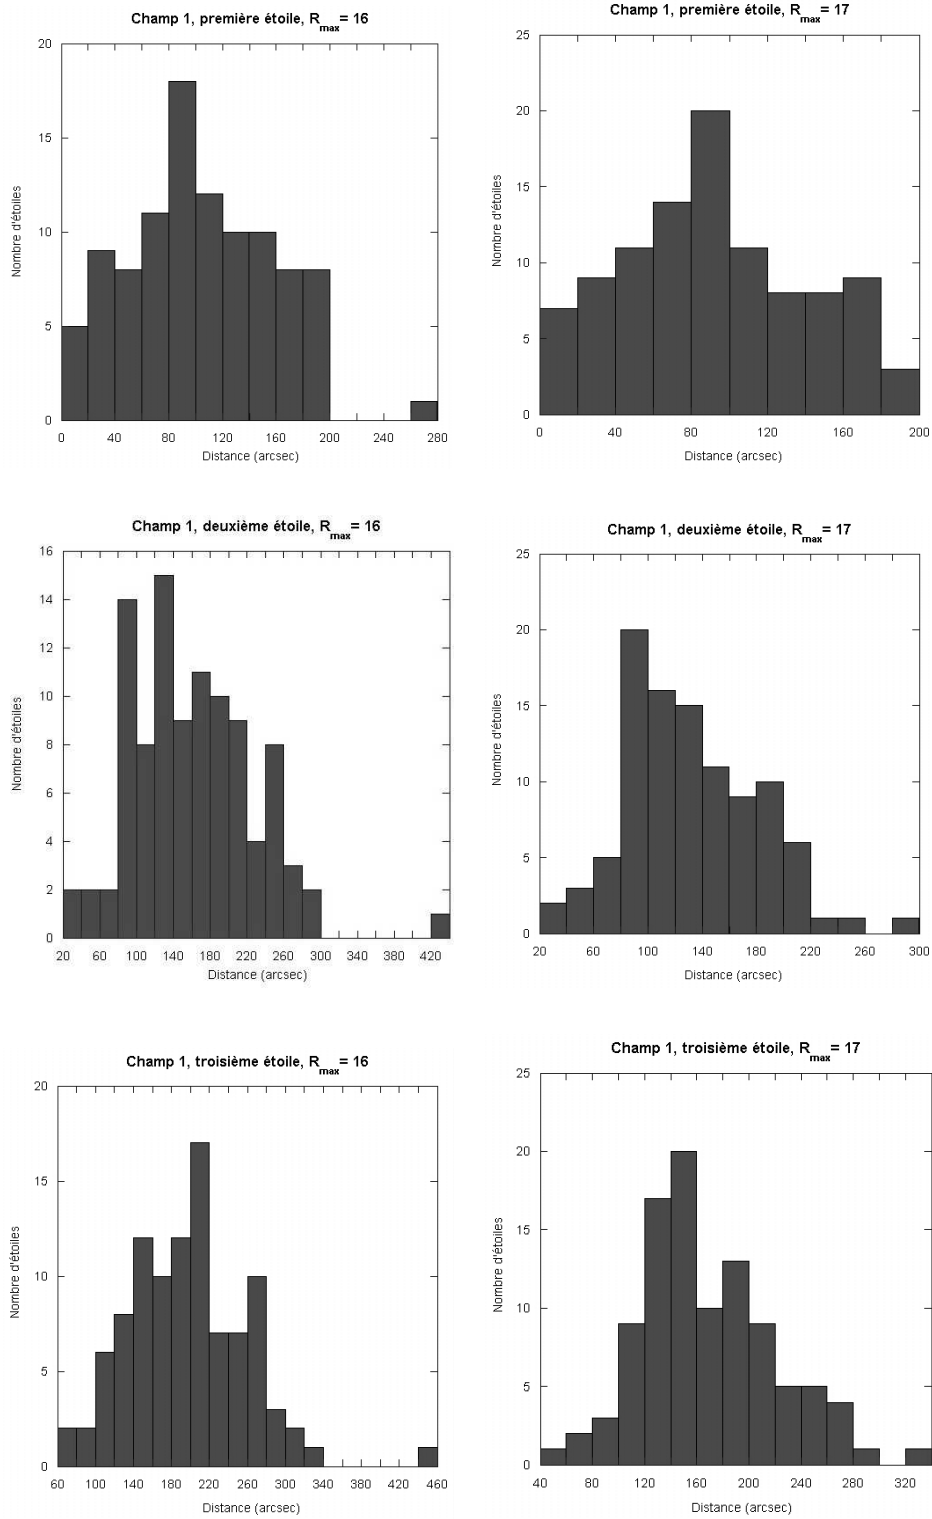 Champ 1, première étoile, Rmax= 16
20
15
10
5
0
Nombre d'étoiles
0 40 80 120 160 200 240 280
Distance (arcsec)
Champ 1, première étoile, Rmax= 17
25
20
15
10
5
0
Nombre d'étoiles
0 40 80 120 160 200
Distance (arcsec)
Champ 1, deuxième étoile, Rmax= 16
16
14
12
10
8
6
4
2
0
Nombre d'étoiles
20 60 100 140 180 220 260 300 340 380 420
Distance (arcsec)
Champ 1, deuxième étoile, Rmax= 17
25
20
15
10
5
0
Nombre d'étoiles
20 60 100 140 180 220 260 300
Distance (arcsec)
Champ 1, troisième étoile, Rmax= 16
20
15
10
5
0
Nombre d'étoiles
60 100 140 180 220 260 300 340 380 420 460
Distance (arcsec)
Champ 1, troisième étoile, Rmax= 17
25
20
15
10
5
0
Nombre d'étoiles
40 80 120 160 200 240 280 320
Distance (arcsec)